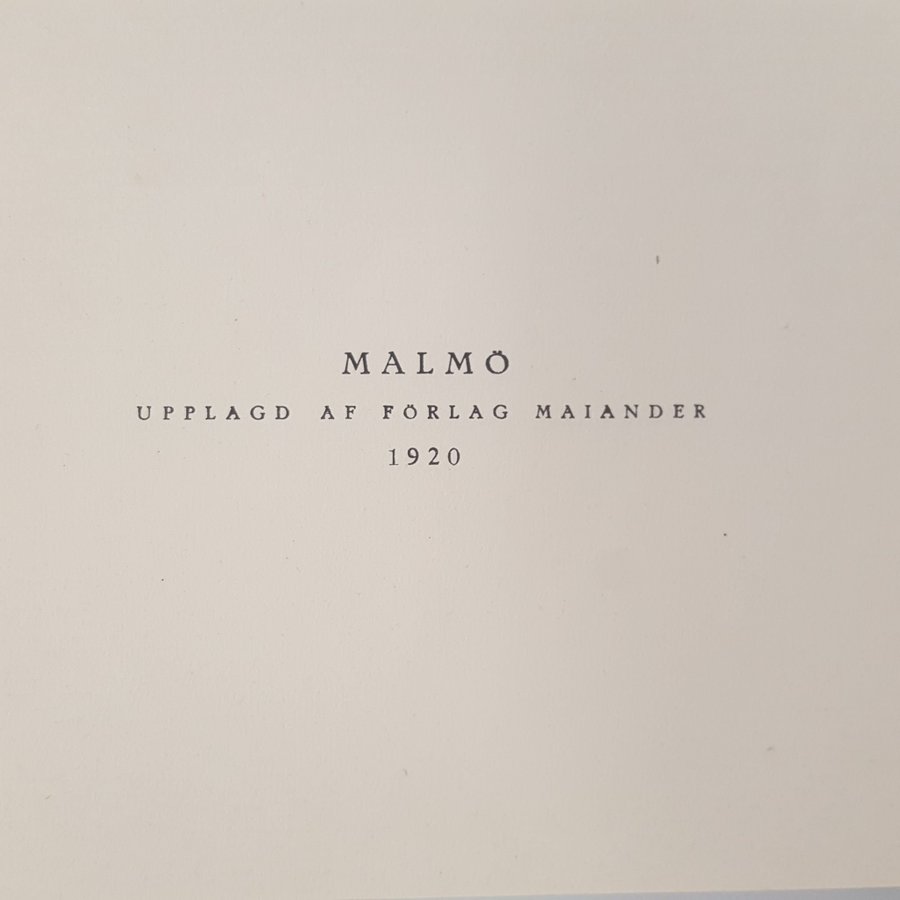 MALMÖ
UPPLAGD AF FÖRLAG MAIANDER
1920